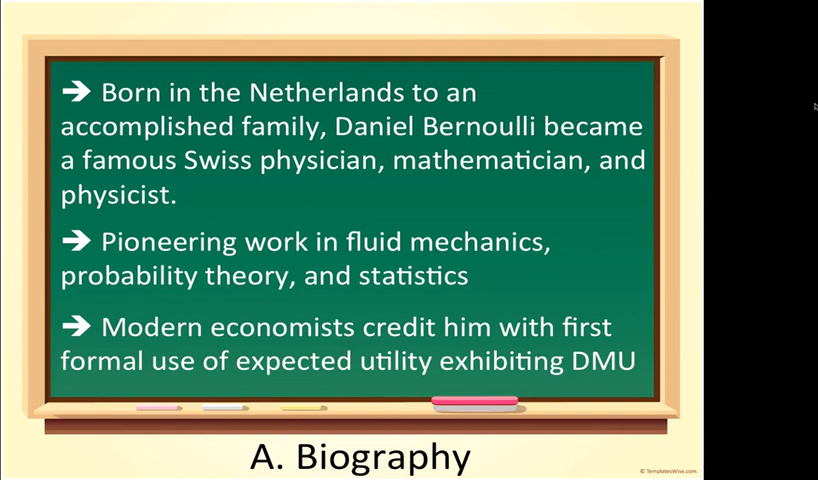 ➔ Born in the Netherlands to an
accomplished family, Daniel Bernoulli became
a famous Swiss physician, mathematician, and
physicist.
➔ Pioneering work in fluid mechanics,
probability theory, and statistics
➔ Modern economists credit him with first
formal use of expected utility exhibiting DMU
A. Biography
© TemplatesWise.com